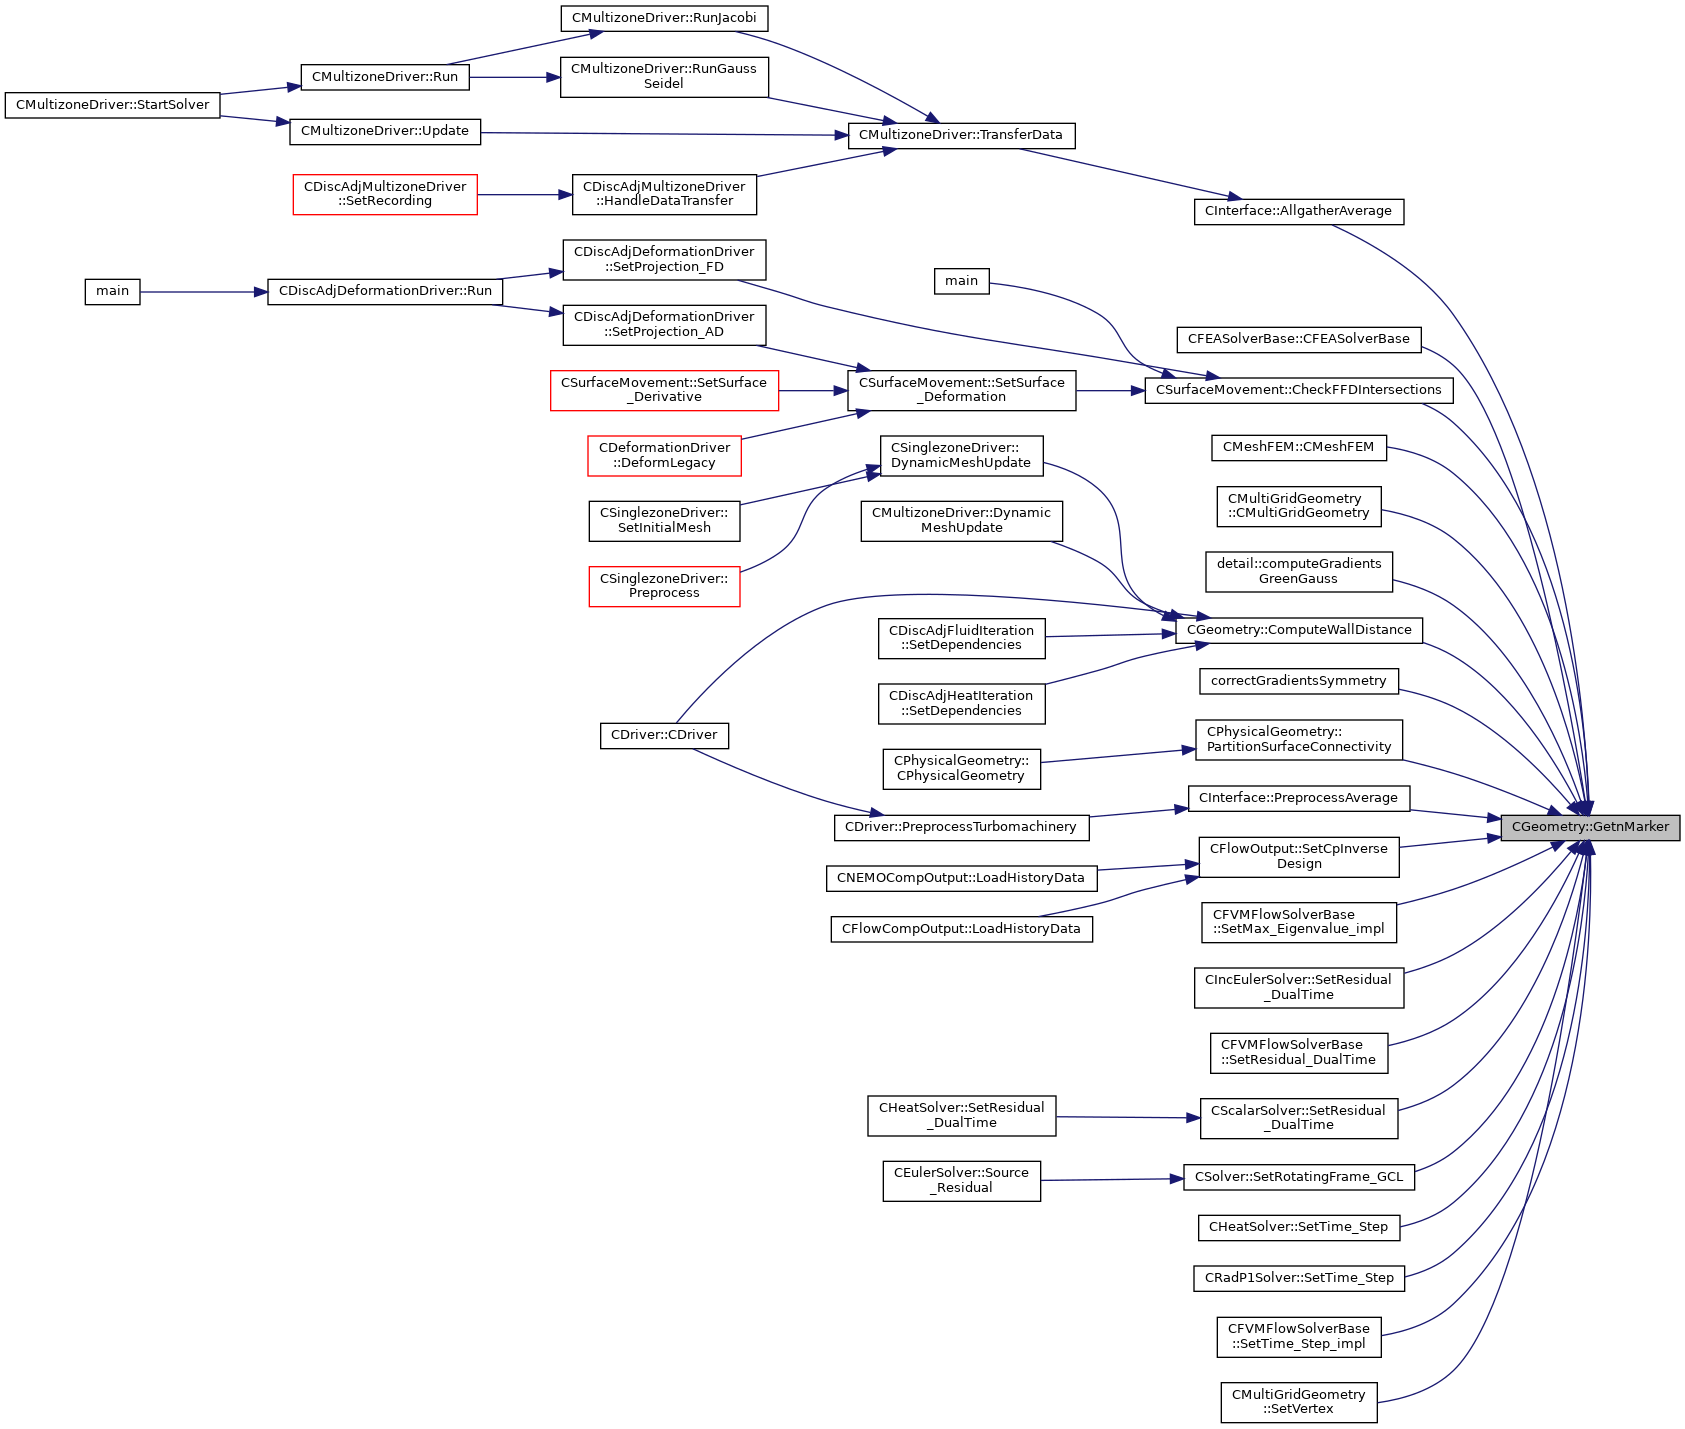 CMultizoneDriver::RunJacobi
CMultizoneDriver::Run
CMultizoneDriver::RunGauss
Seidel
CMultizoneDriver::StartSolver
CMultizoneDriver::Update
CMultizoneDriver::TransferData
CDiscAdjMultizoneDriver
::SetRecording
CDiscAdjMultizoneDriver
::HandleDataTransfer
CInterface::AllgatherAverage
CDiscAdjDeformationDriver
::SetProjection_FD
main
CDiscAdjDeformationDriver::Run
main
CDiscAdjDeformationDriver
::SetProjection_AD
CFEASolverBase::CFEASolverBase
CSurfaceMovement::SetSurface
_Derivative
CSurfaceMovement::SetSurface
_Deformation
CSurfaceMovement::CheckFFDIntersections
CDeformationDriver
::DeformLegacy
CSinglezoneDriver::
DynamicMeshUpdate
CMeshFEM::CMeshFEM
CSinglezoneDriver::
SetInitialMesh
CMultizoneDriver::Dynamic
MeshUpdate
CMultiGridGeometry
::CMultiGridGeometry
CSinglezoneDriver::
Preprocess
detail::computeGradients
GreenGauss
CDiscAdjFluidIteration
::SetDependencies
CGeometry::ComputeWallDistance
CDiscAdjHeatIteration
::SetDependencies
correctGradientsSymmetry
CDriver::CDriver
CPhysicalGeometry::
CPhysicalGeometry
CPhysicalGeometry::
PartitionSurfaceConnectivity
CInterface::PreprocessAverage
CDriver::PreprocessTurbomachinery
CGeometry::GetnMarker
CFlowOutput::SetCpInverse
Design
CNEMOCompOutput::LoadHistoryData
CFlowCompOutput::LoadHistoryData
CFVMFlowSolverBase
::SetMax_Eigenvalue_impl
CIncEulerSolver::SetResidual
_DualTime
CFVMFlowSolverBase
::SetResidual_DualTime
CHeatSolver::SetResidual
_DualTime
CScalarSolver::SetResidual
_DualTime
CEulerSolver::Source
_Residual
CSolver::SetRotatingFrame_GCL
CHeatSolver::SetTime_Step
CRadP1Solver::SetTime_Step
CFVMFlowSolverBase
::SetTime_Step_impl
CMultiGridGeometry
::SetVertex